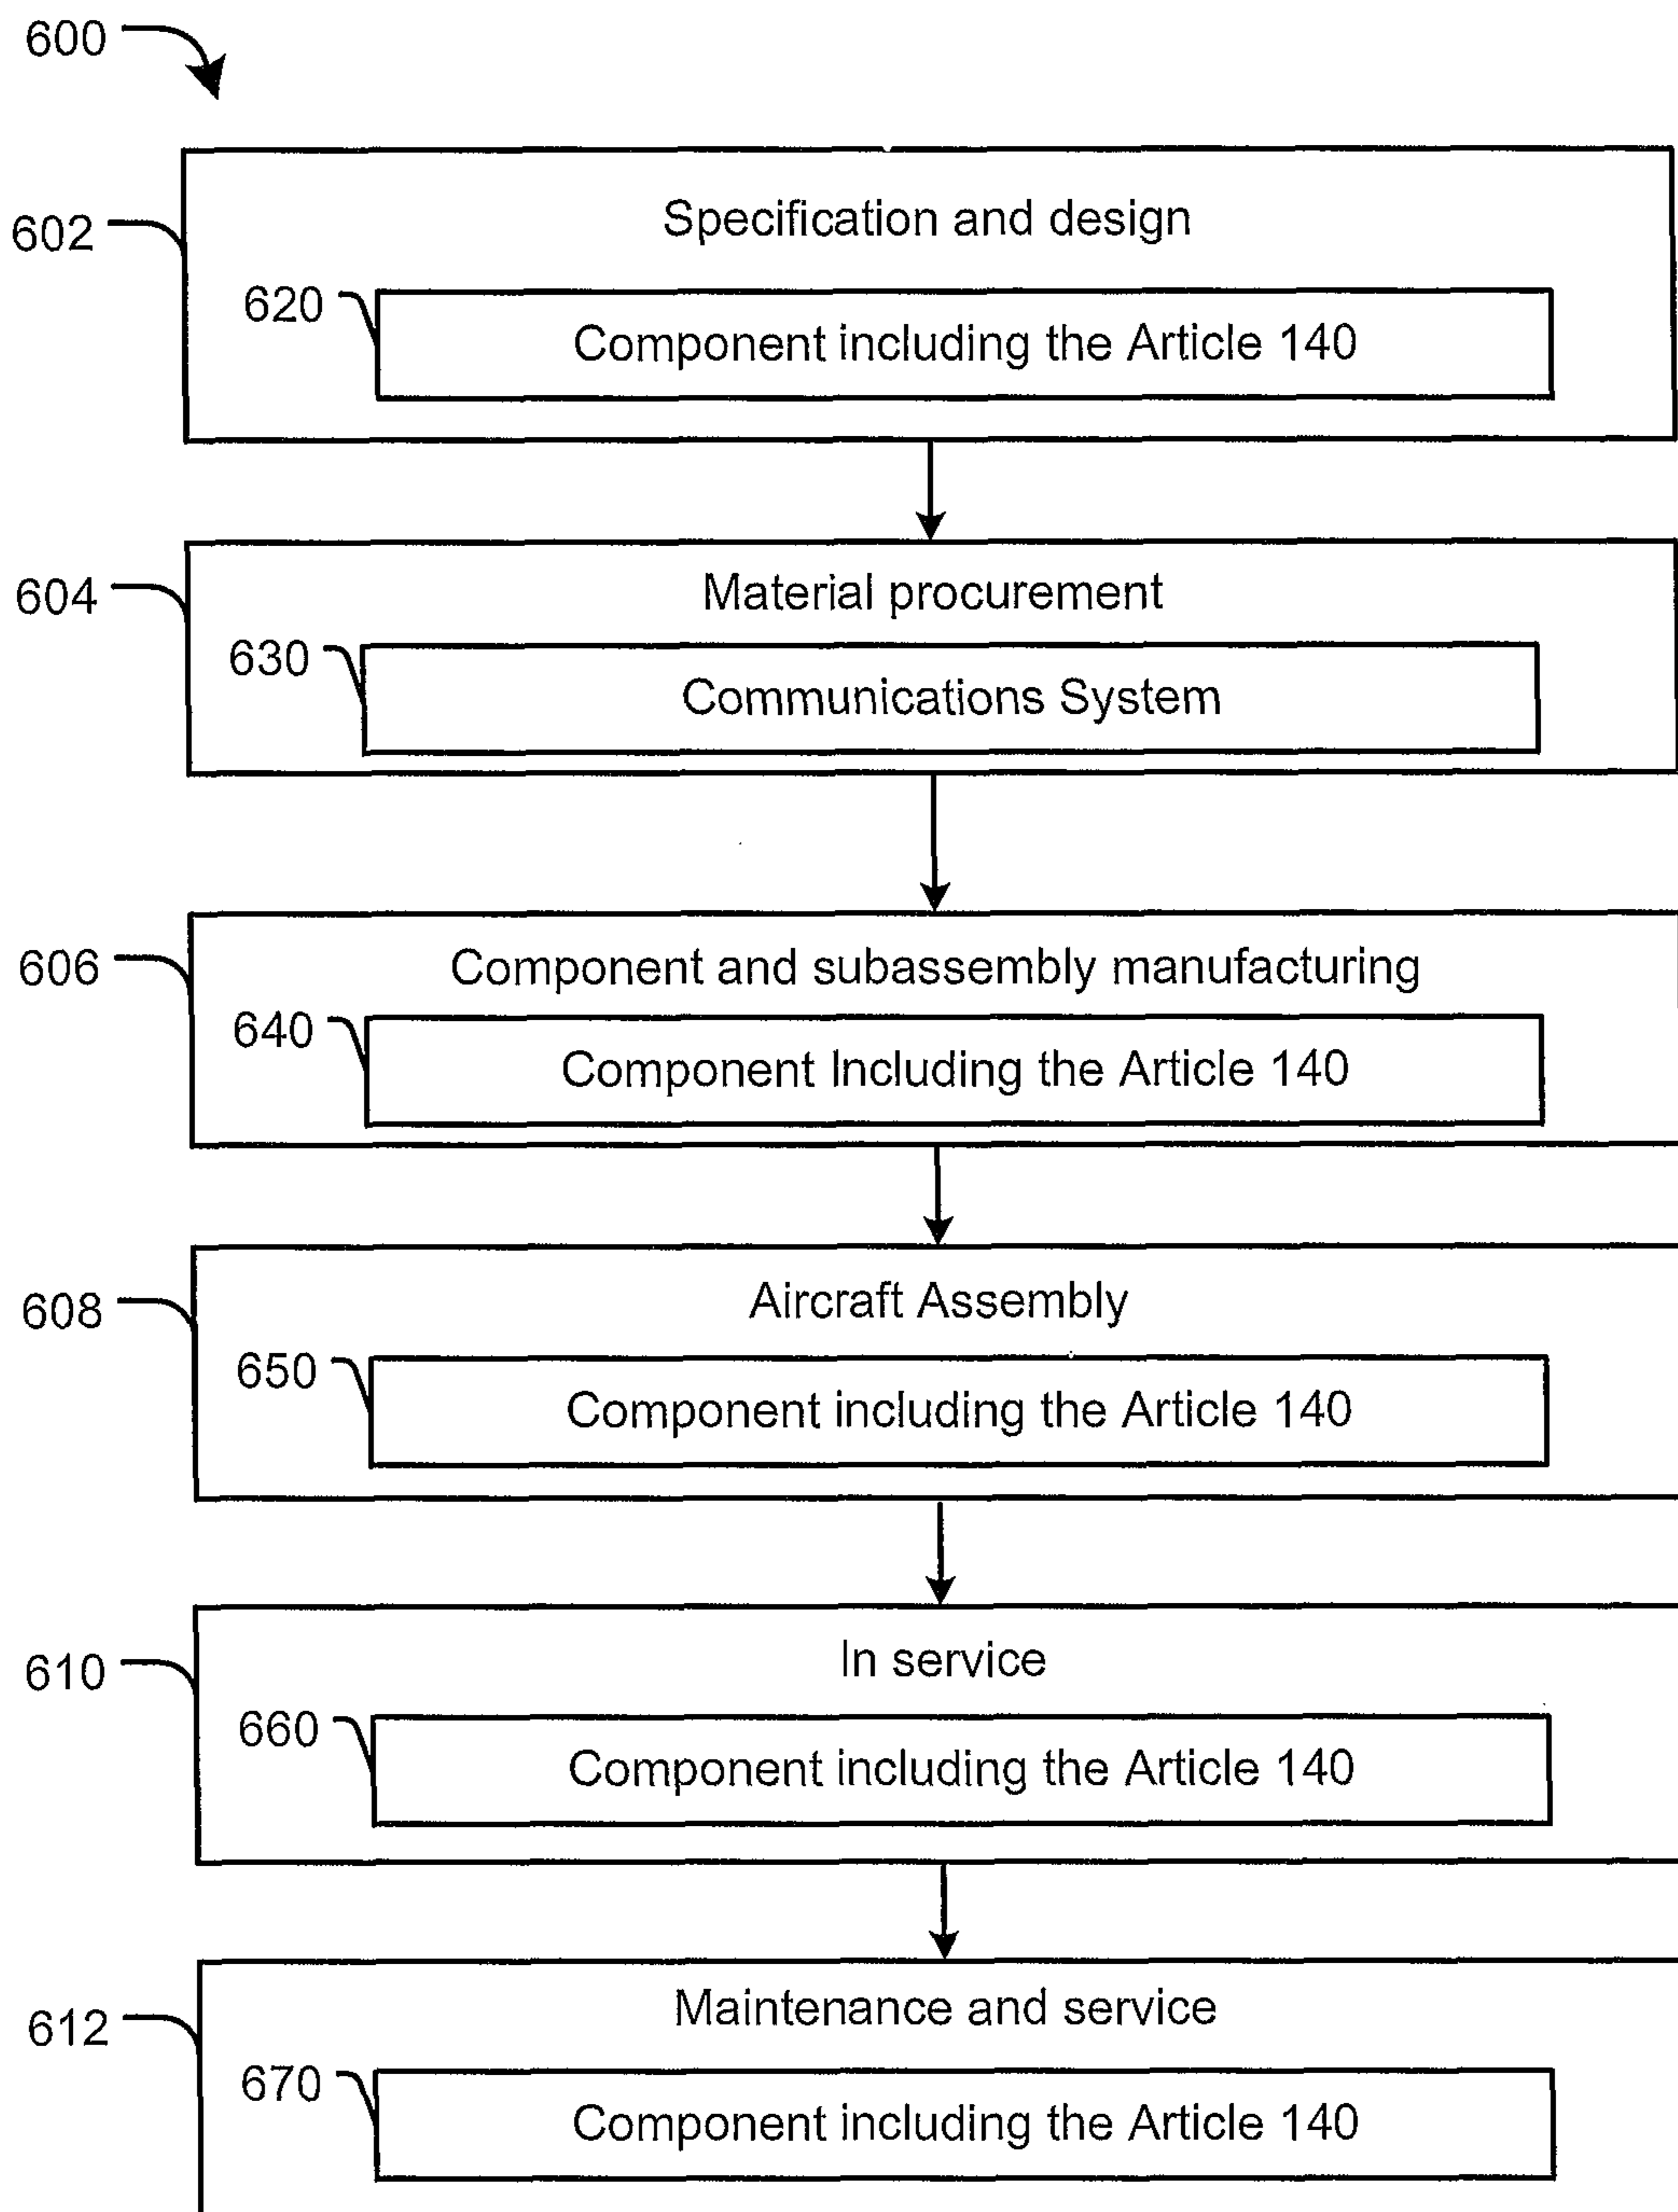 600
602
Specification and design
620
Component including the Article 140
604
Material procurement
630
Communications System
606
Component and subassembly manufacturing
640
Component Including the Article 140
608
Aircraft Assembly
650
Component including the Article 140
610
In service
660
Component including the Article 140
612
Maintenance and service
670
Component including the Article 140